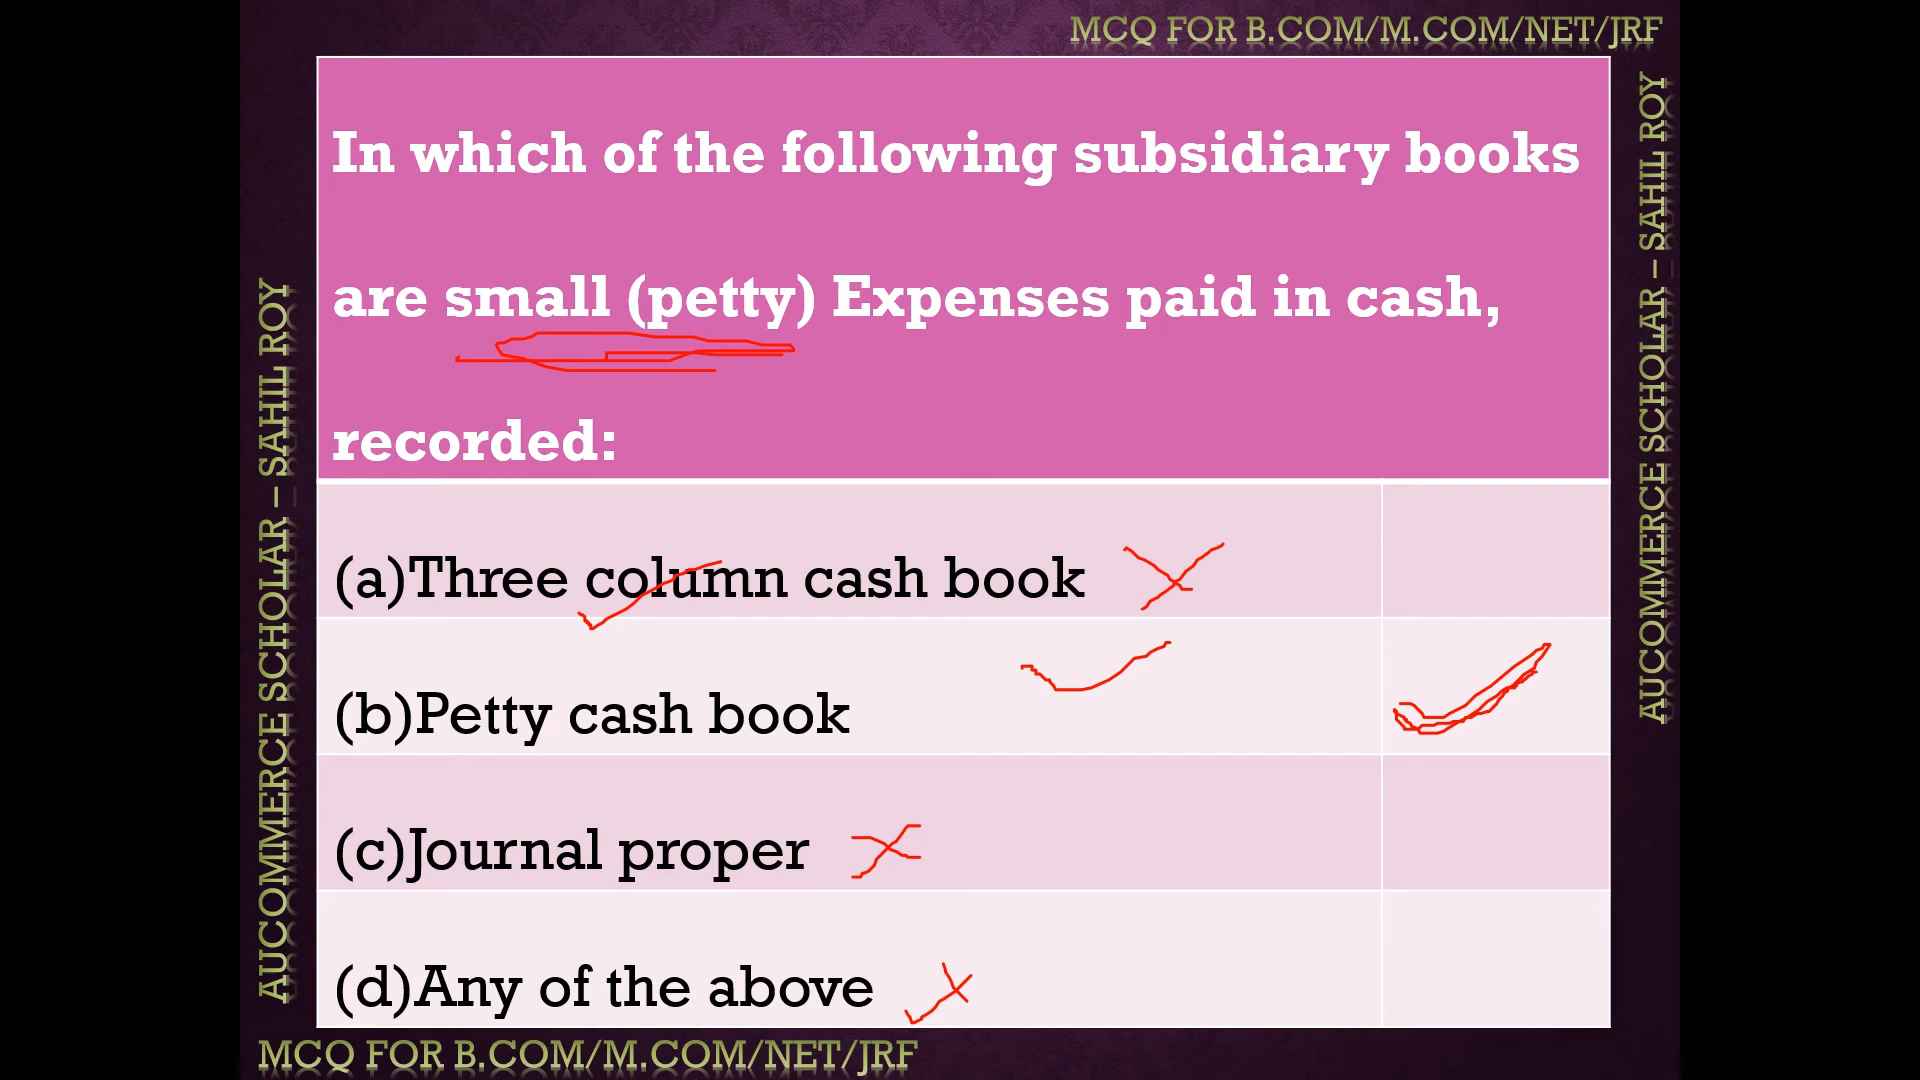 MCQ FOR B.COM/M.COM/NET/JRF
In which of the following subsidiary books
are small (petty) Expenses paid in cash,
recorded:
(a)Three column cash book
(b)Petty cash book
(c)Journal proper
(d)Any of the above
AUCOMMERCE SCHOLAR – SAHIL ROY
AUCOMMERCE SCHOLAR – SAHIL ROY
MCQ FOR B.COM/M.COM/NET/JRF